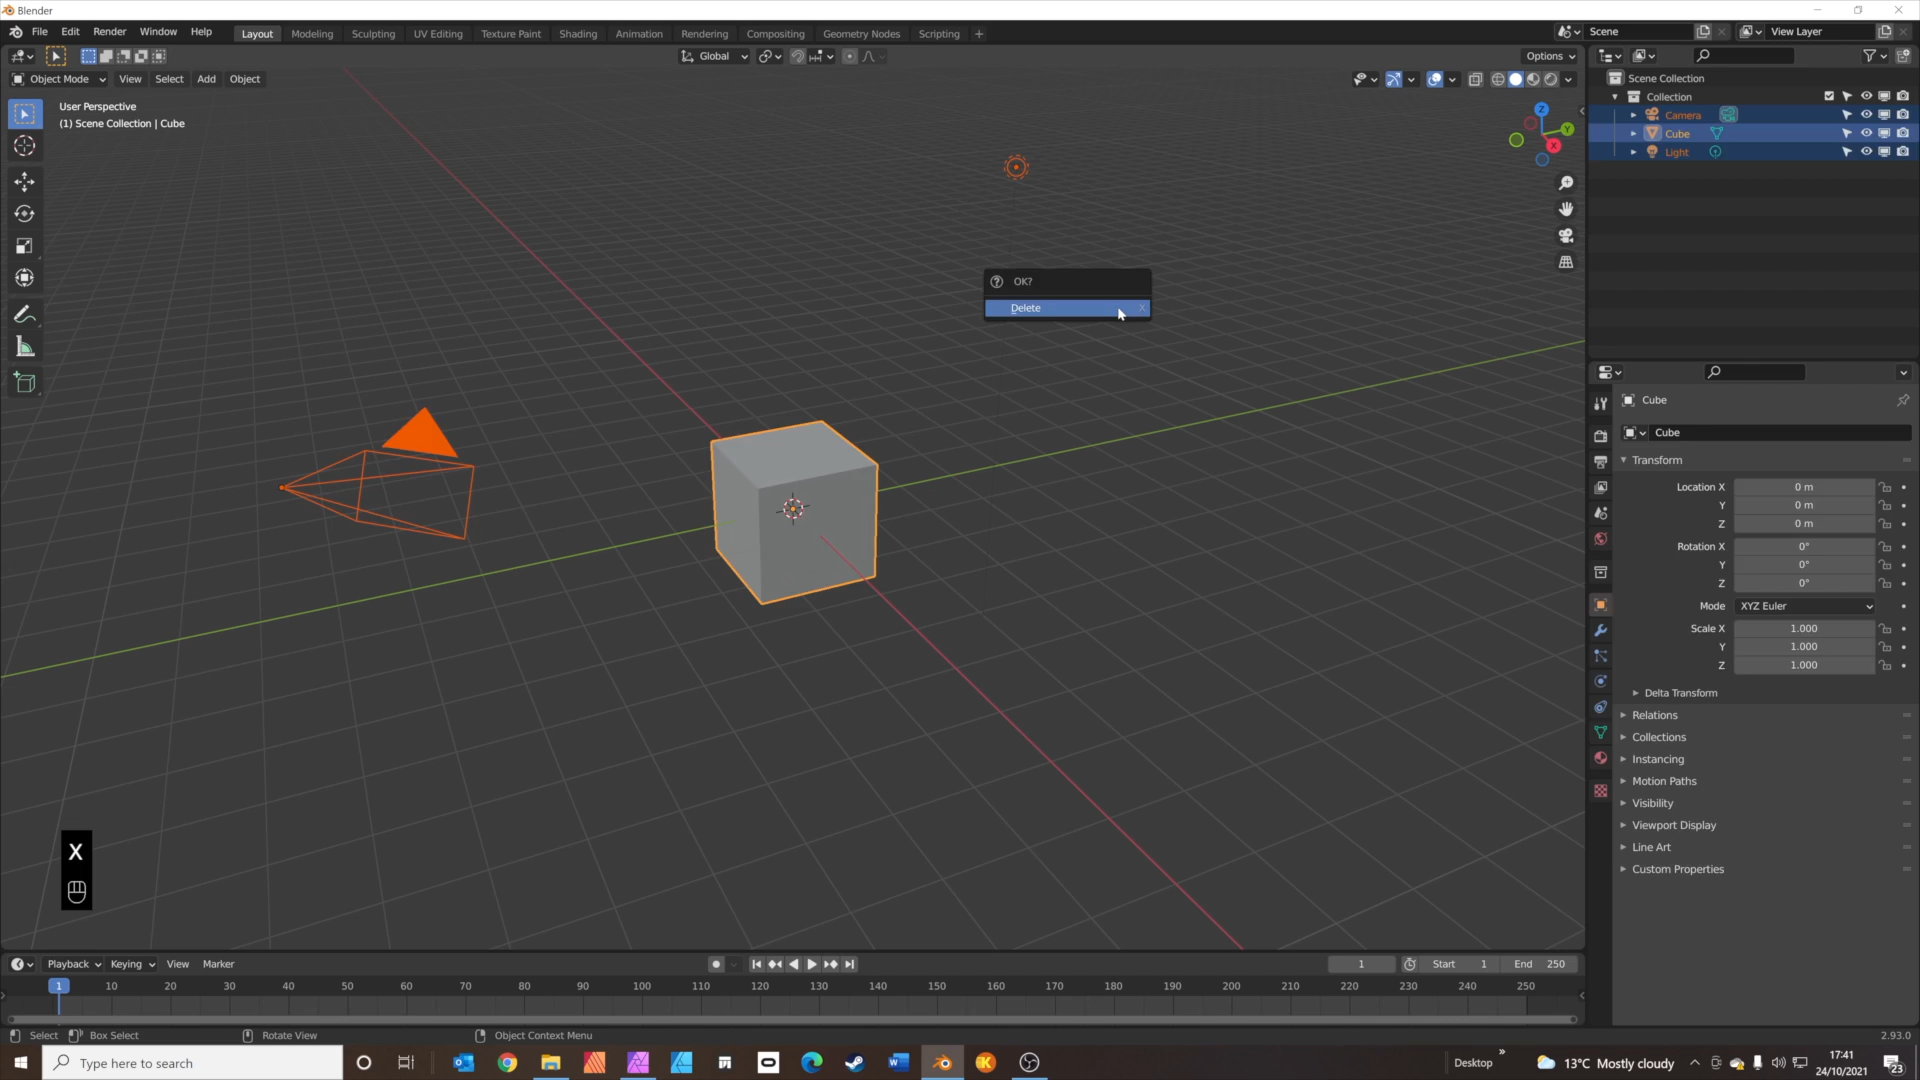 Blender
File Edit Render Window Help
Layout Modeling Sculpting UV Editing Texture Paint Shading Animation Rendering Compositing Geometry Nodes Scripting +
Scene
View Layer
Global
Options
Object Mode View Select Add Object
User Perspective
(1) Scene Collection | Cube
Z
Y
X
OK?
Delete X
Scene Collection
Collection
Camera
Cube
Light
Cube
Cube
Transform
Location X 0 m
Y 0 m
Z 0 m
Rotation X 0°
Y 0°
Z 0°
Mode XYZ Euler
Scale X 1.000
Y 1.000
Z 1.000
Delta Transform
Relations
Collections
Instancing
Motion Paths
Visibility
Viewport Display
Line Art
Custom Properties
X
Playback Keying View Marker
1 Start 1 End 250
1 10 20 30 40 50 60 70 80 90 100 110 120 130 140 150 160 170 180 190 200 210 220 230 240 250
Select Box Select Rotate View Object Context Menu 2.93.0
Type here to search
Desktop
13°C Mostly cloudy
17:41
24/10/2021
23